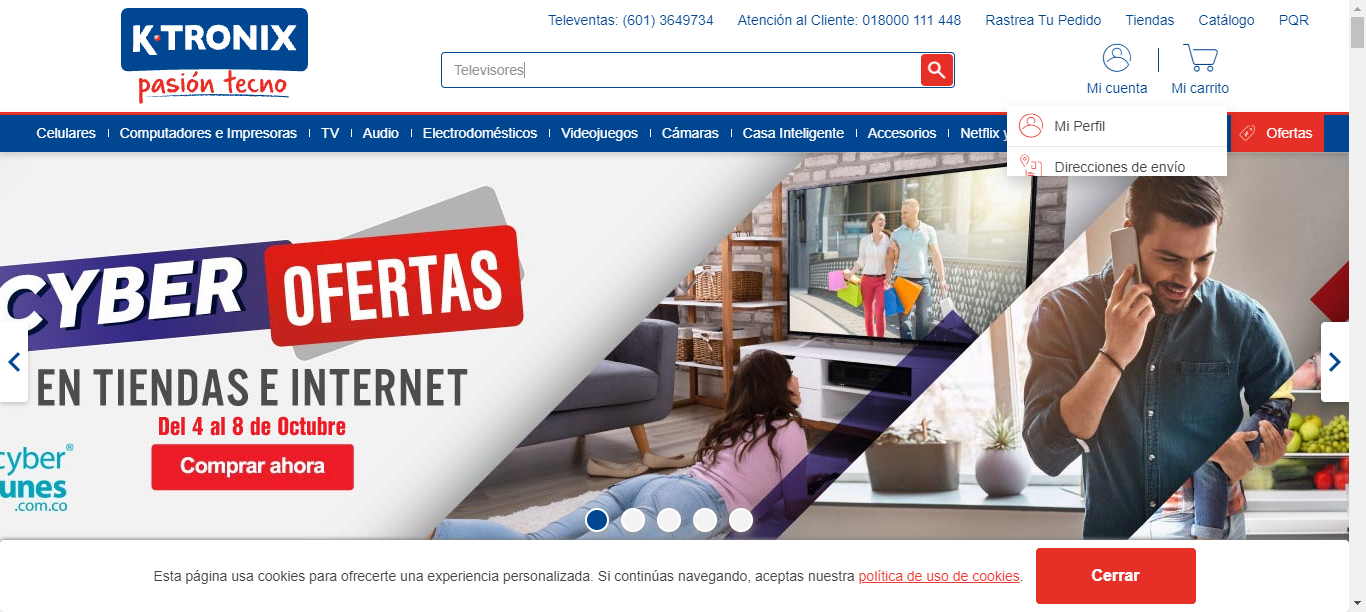 Televentas: (601) 3649734 Atención al Cliente: 018000 111 448 Rastrea Tu Pedido Tiendas Catálogo PQR
K·TRONIX
pasión tecno
Televisores
Mi cuenta Mi carrito
Celulares Computadores e Impresoras TV Audio Electrodomésticos Videojuegos Cámaras Casa Inteligente Accesorios Netflix y Ofertas
Mi Perfil
Direcciones de envío
CYBER OFERTAS
EN TIENDAS E INTERNET
Del 4 al 8 de Octubre
Comprar ahora
cyber®
unes
.com.co
Esta página usa cookies para ofrecerte una experiencia personalizada. Si continúas navegando, aceptas nuestra política de uso de cookies.
Cerrar